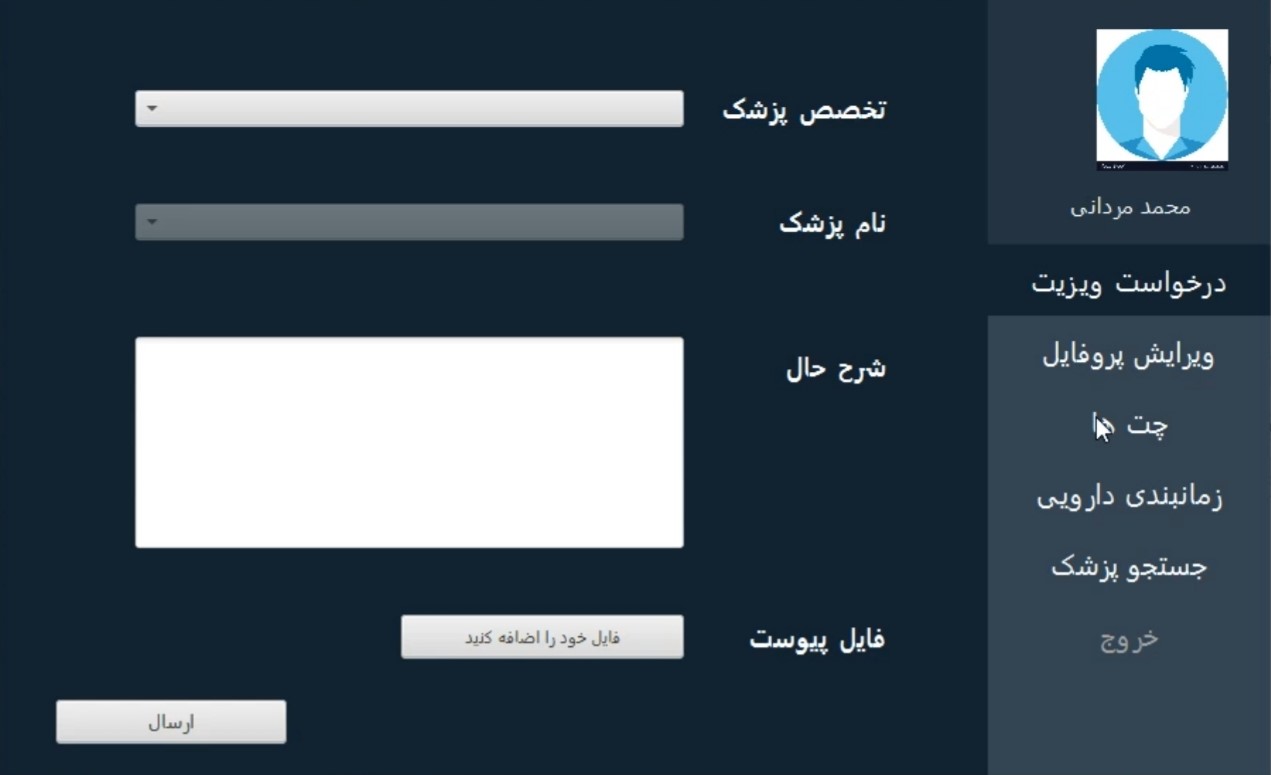 محمد مردانی
درخواست ویزیت
ویرایش پروفایل
چت ها
زمانبندی دارویی
جستجو پزشک
خروج
تخصص پزشک
نام پزشک
شرح حال
فایل پیوست
فایل خود را اضافه کنید
ارسال